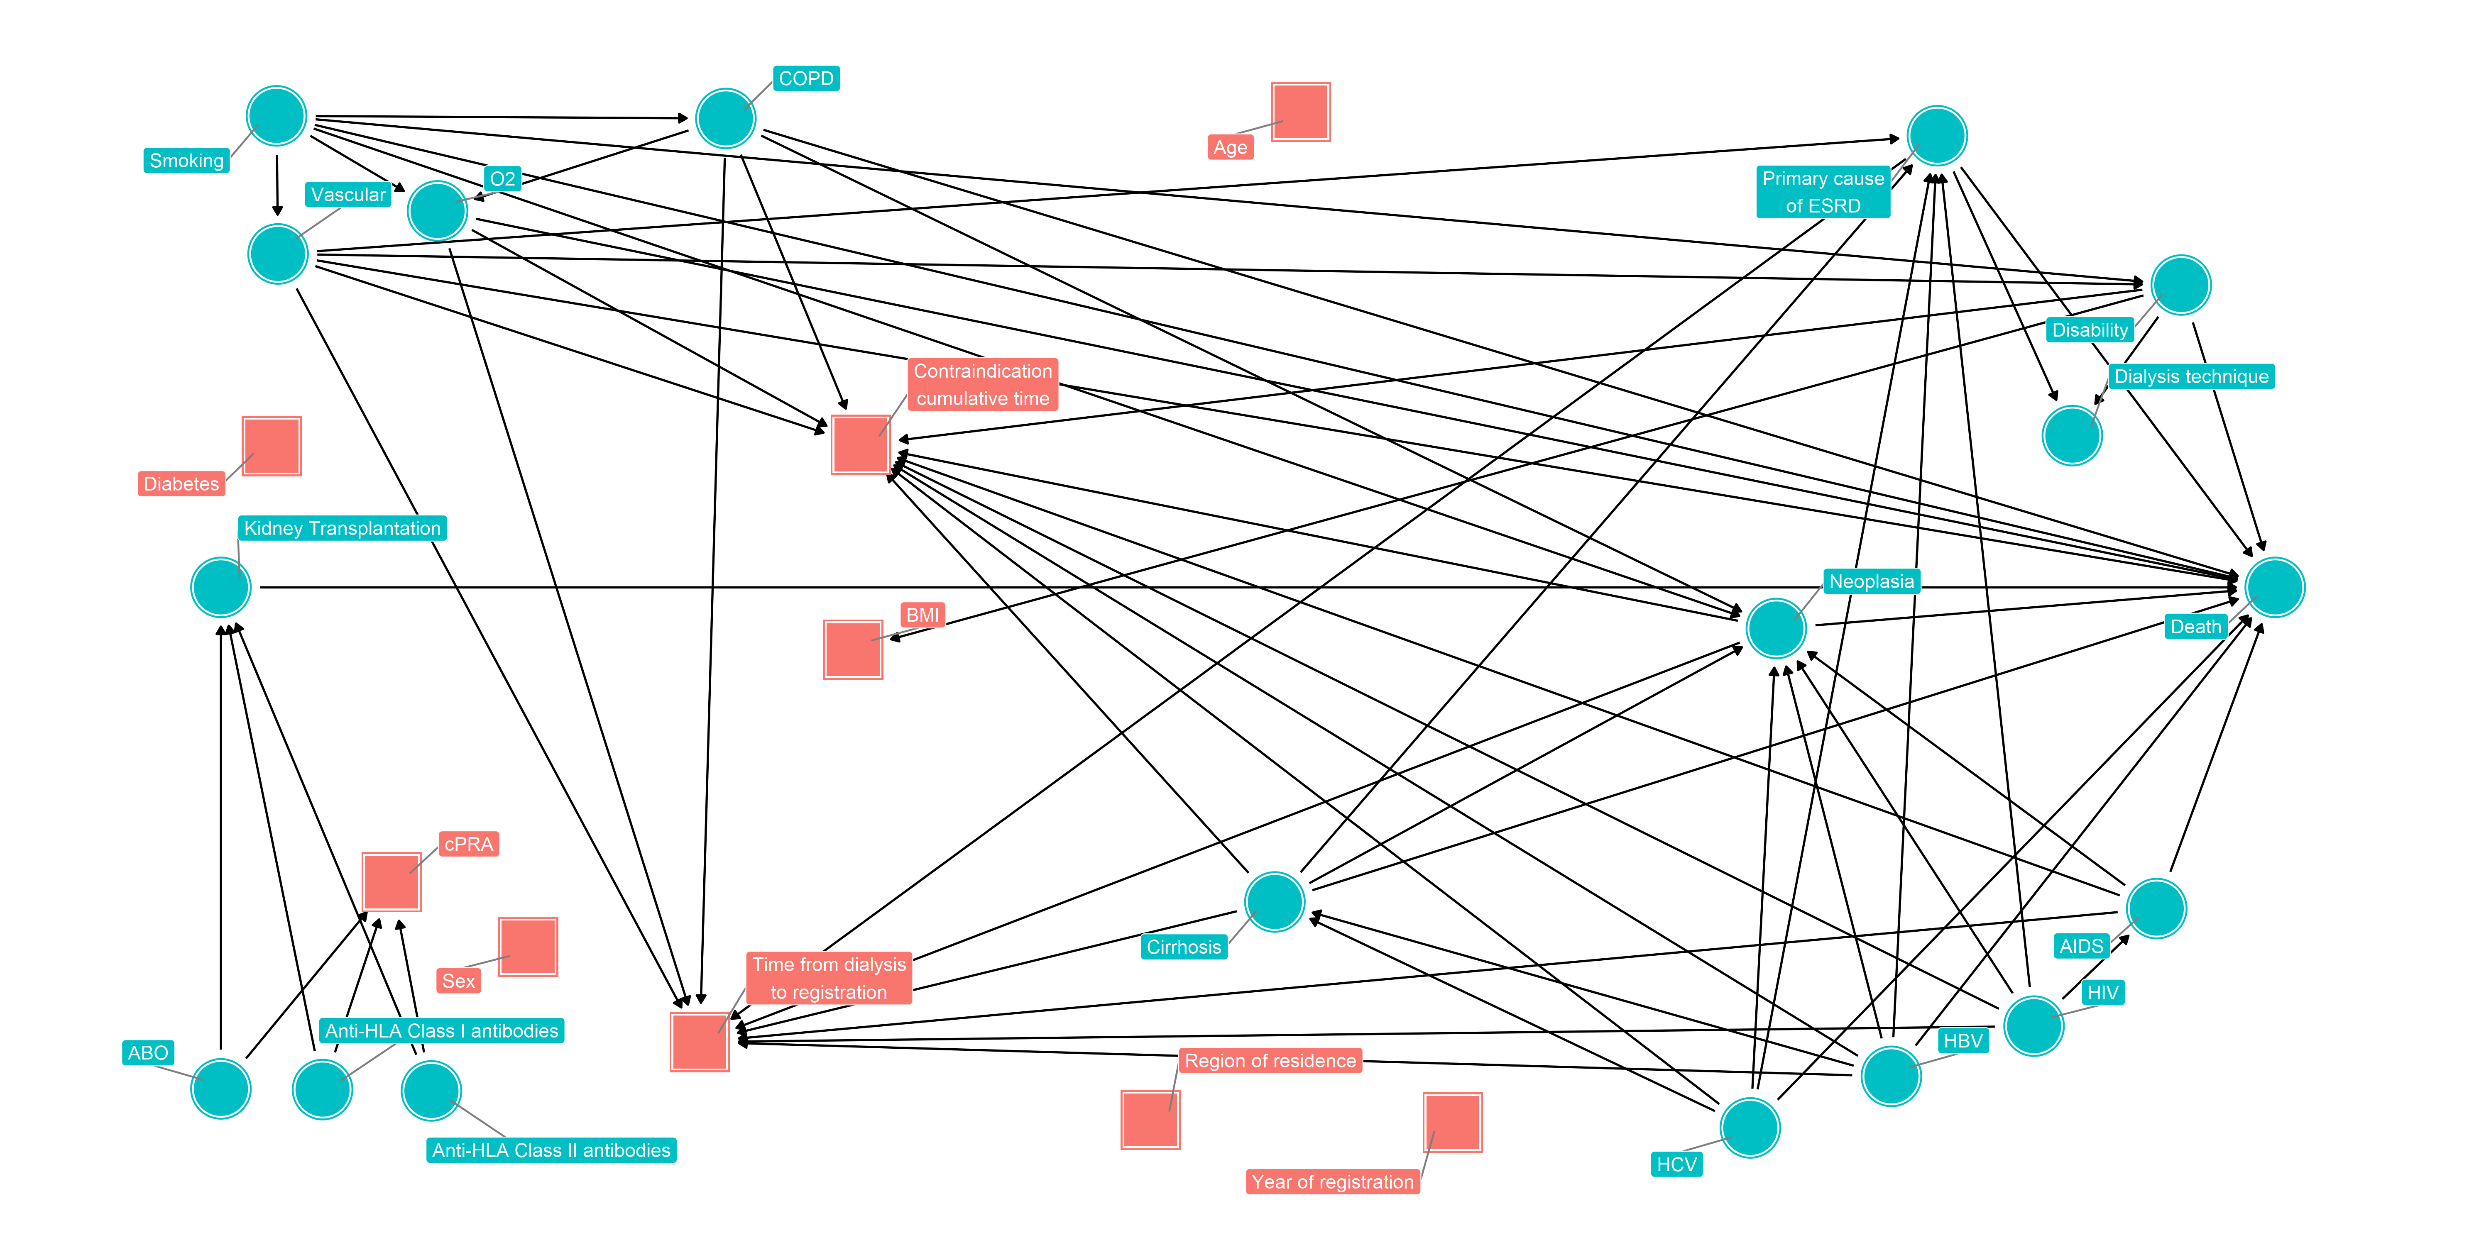 COPD
Age
Smoking
O2
Vascular
Primary cause
of ESRD
Disability
Contraindication
cumulative time
Dialysis technique
Diabetes
Kidney Transplantation
Neoplasia
BMI
Death
cPRA
Cirrhosis
AIDS
Time from dialysis
to registration
Sex
HIV
Anti-HLA Class I antibodies
HBV
ABO
Region of residence
Anti-HLA Class II antibodies
HCV
Year of registration